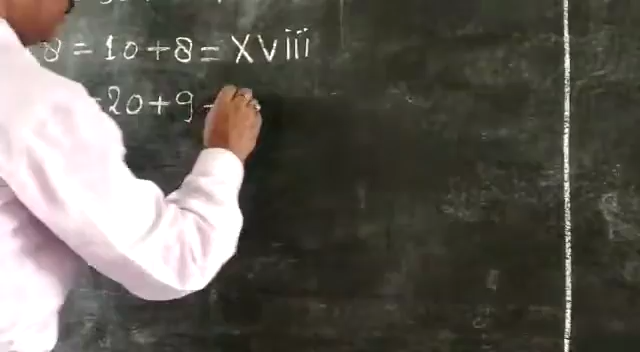 8 = 10 + 8 = XViii
= 20 + 9 =